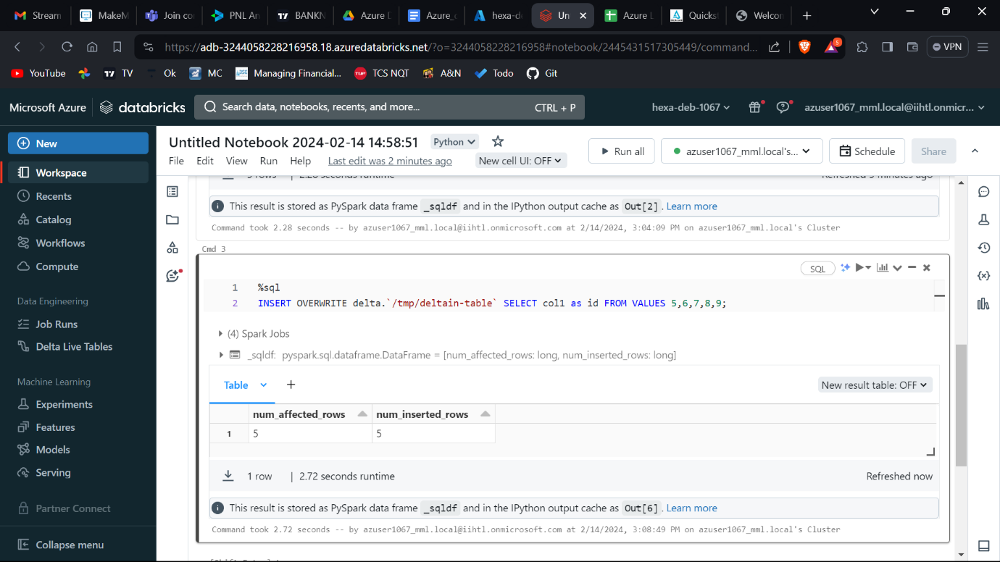 Stream
MakeM
Join co
PNL An
BANKN
Azure D
Azure_
hexa-d
Un
Azure L
Quickst
Welcon
https://adb-3244058228216958.18.azuredatabricks.net/?o=3244058228216958#notebook/2445431517305449/command...
5
VPN
YouTube
TV
Ok
MC
Managing Financial...
TCS NQT
A&N
Todo
Git
Microsoft Azure
databricks
Search data, notebooks, recents, and more...
CTRL + P
hexa-deb-1067
azuser1067_mml.local@iihtl.onmicr...
New
Workspace
Recents
Catalog
Workflows
Compute
Data Engineering
Job Runs
Delta Live Tables
Machine Learning
Experiments
Features
Models
Serving
Partner Connect
Collapse menu
Untitled Notebook 2024-02-14 14:58:51
Python
File Edit View Run Help Last edit was 2 minutes ago
New cell UI: OFF
Run all
azuser1067_mml.local's...
Schedule
Share
This result is stored as PySpark data frame _sqldf and in the IPython output cache as Out[2] . Learn more
Command took 2.28 seconds -- by azuser1067_mml.local@iihtl.onmicrosoft.com at 2/14/2024, 3:04:09 PM on azuser1067_mml.local's Cluster
Cmd 3
SQL
1 %sql
2 INSERT OVERWRITE delta.`/tmp/deltain-table` SELECT col1 as id FROM VALUES 5,6,7,8,9;
(4) Spark Jobs
_sqldf: pyspark.sql.dataframe.DataFrame = [num_affected_rows: long, num_inserted_rows: long]
Table +
New result table: OFF
num_affected_rows num_inserted_rows
1 5 5
1 row | 2.72 seconds runtime
Refreshed now
This result is stored as PySpark data frame _sqldf and in the IPython output cache as Out[6] . Learn more
Command took 2.72 seconds -- by azuser1067_mml.local@iihtl.onmicrosoft.com at 2/14/2024, 3:08:49 PM on azuser1067_mml.local's Cluster